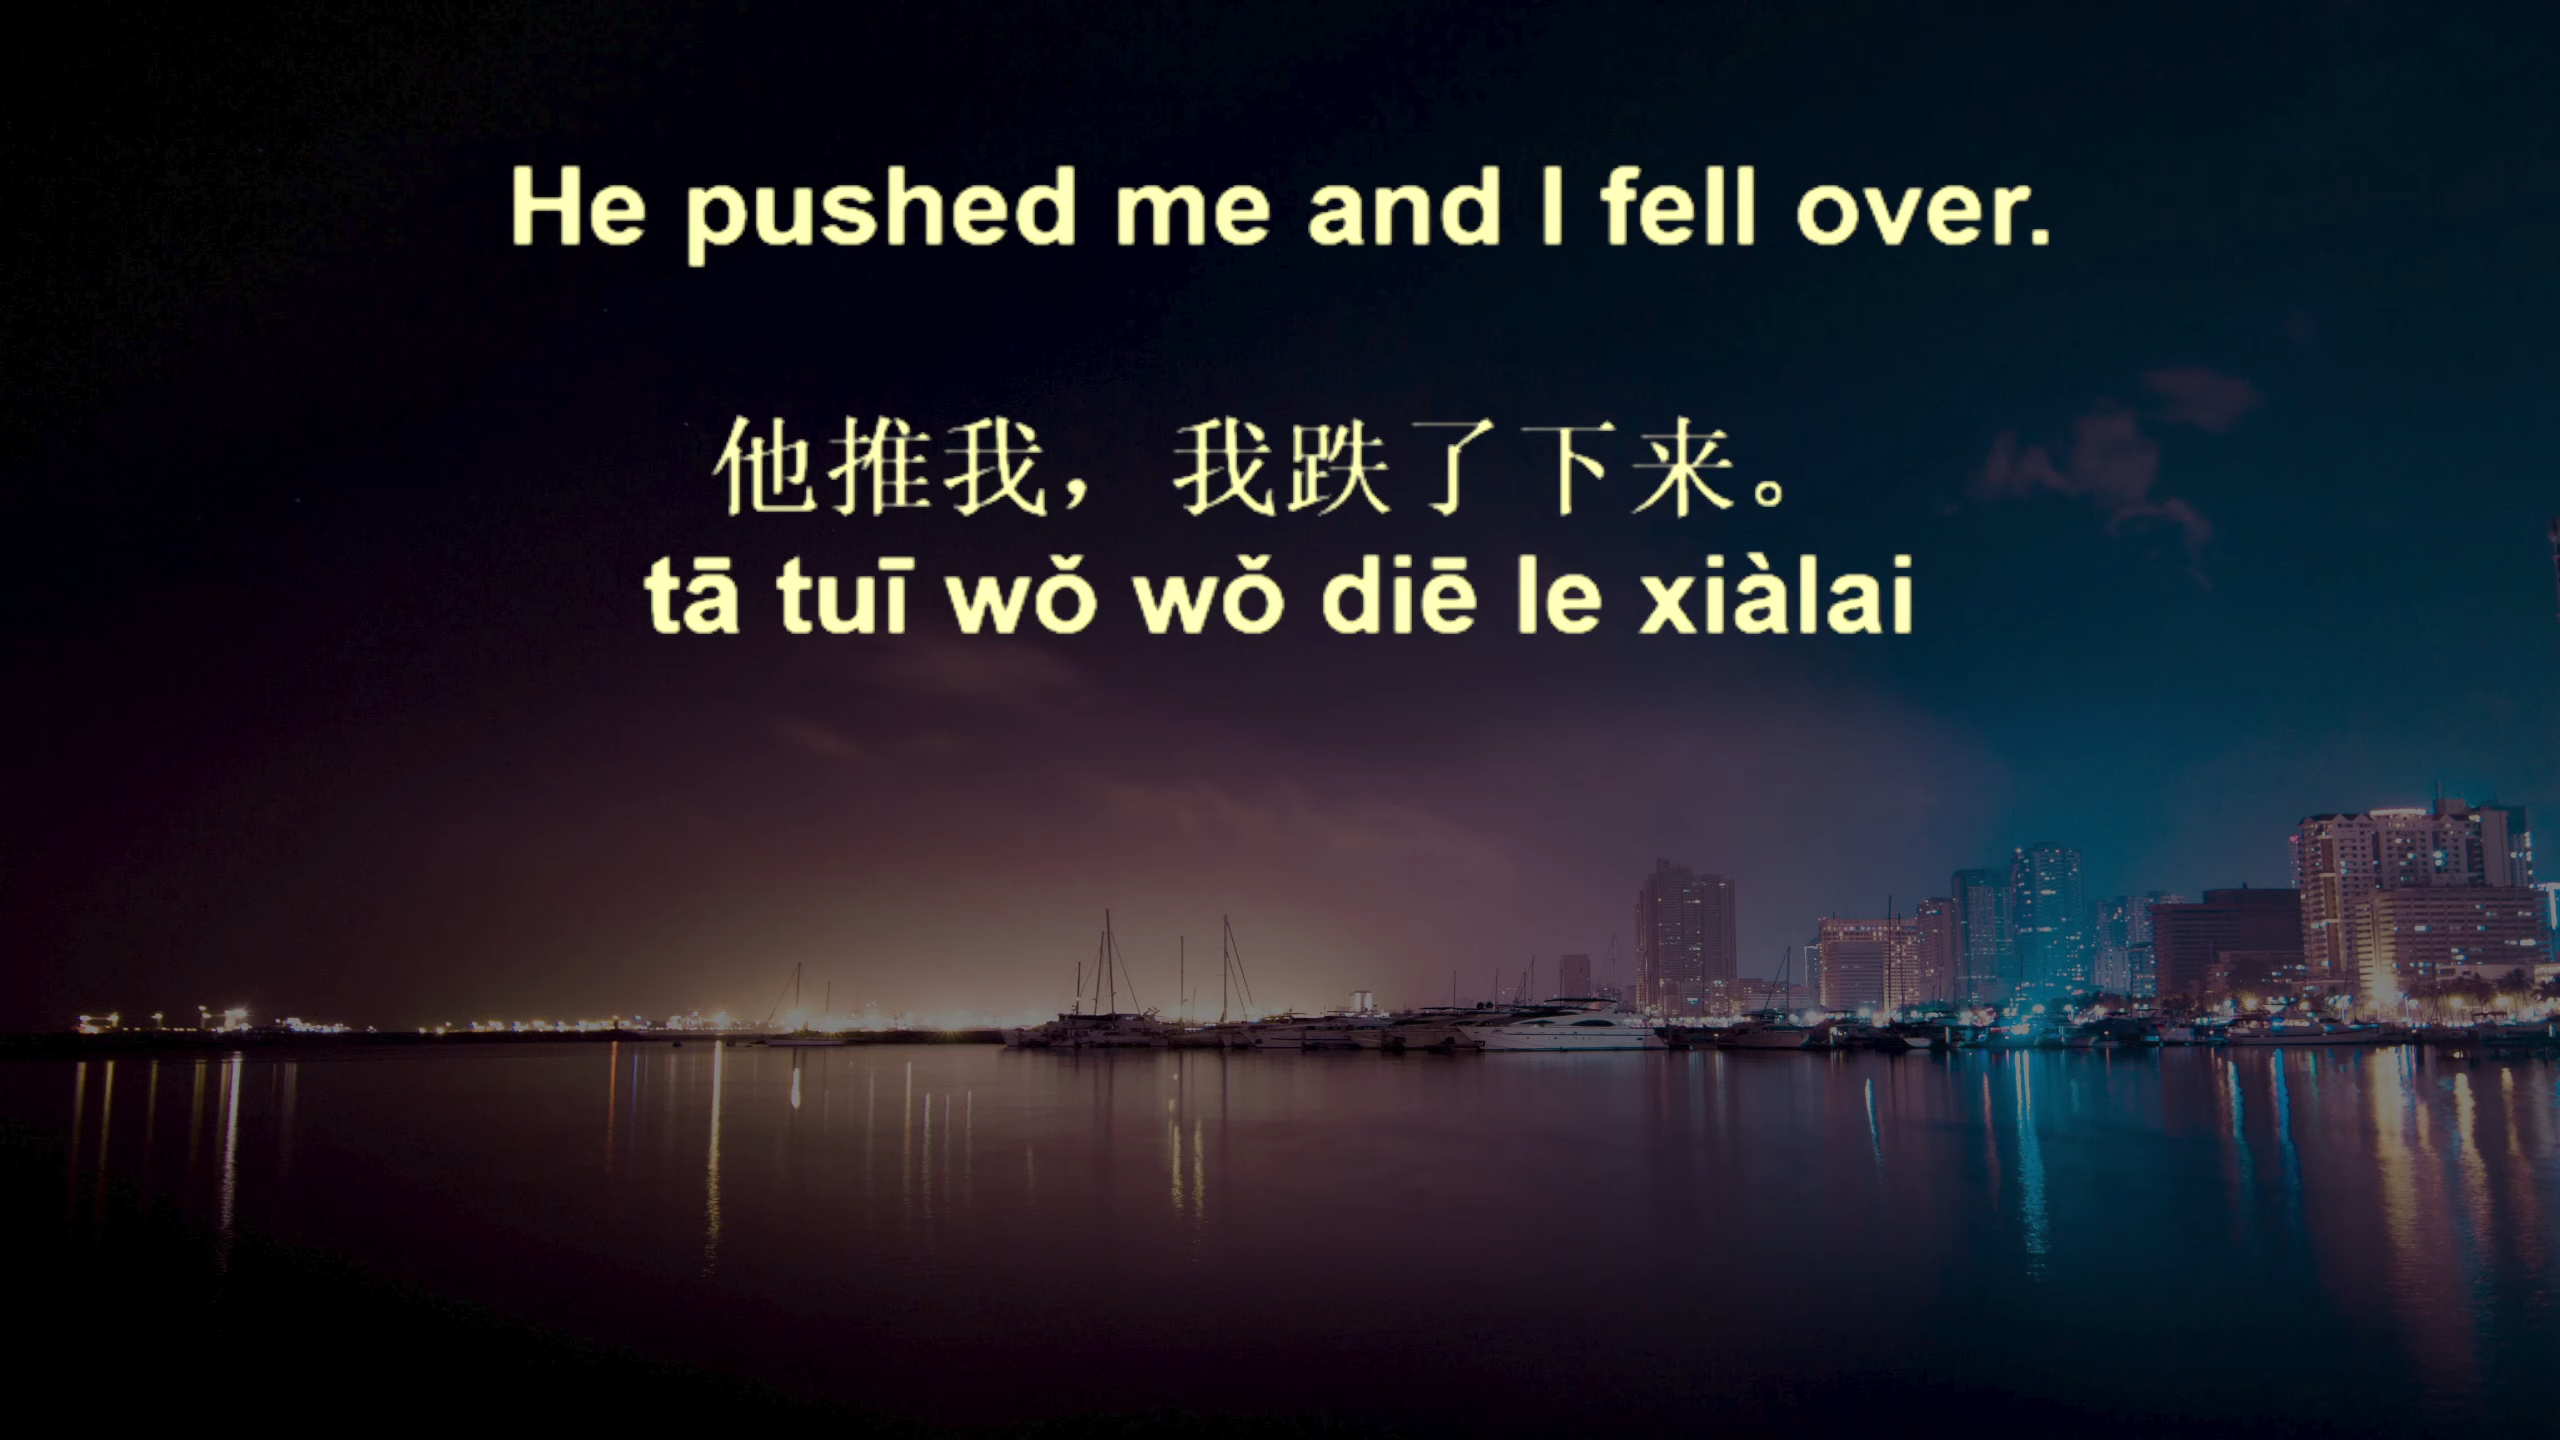 He pushed me and I fell over.
他推我，我跌了下来。
tā tuī wǒ wǒ diē le xiàlai